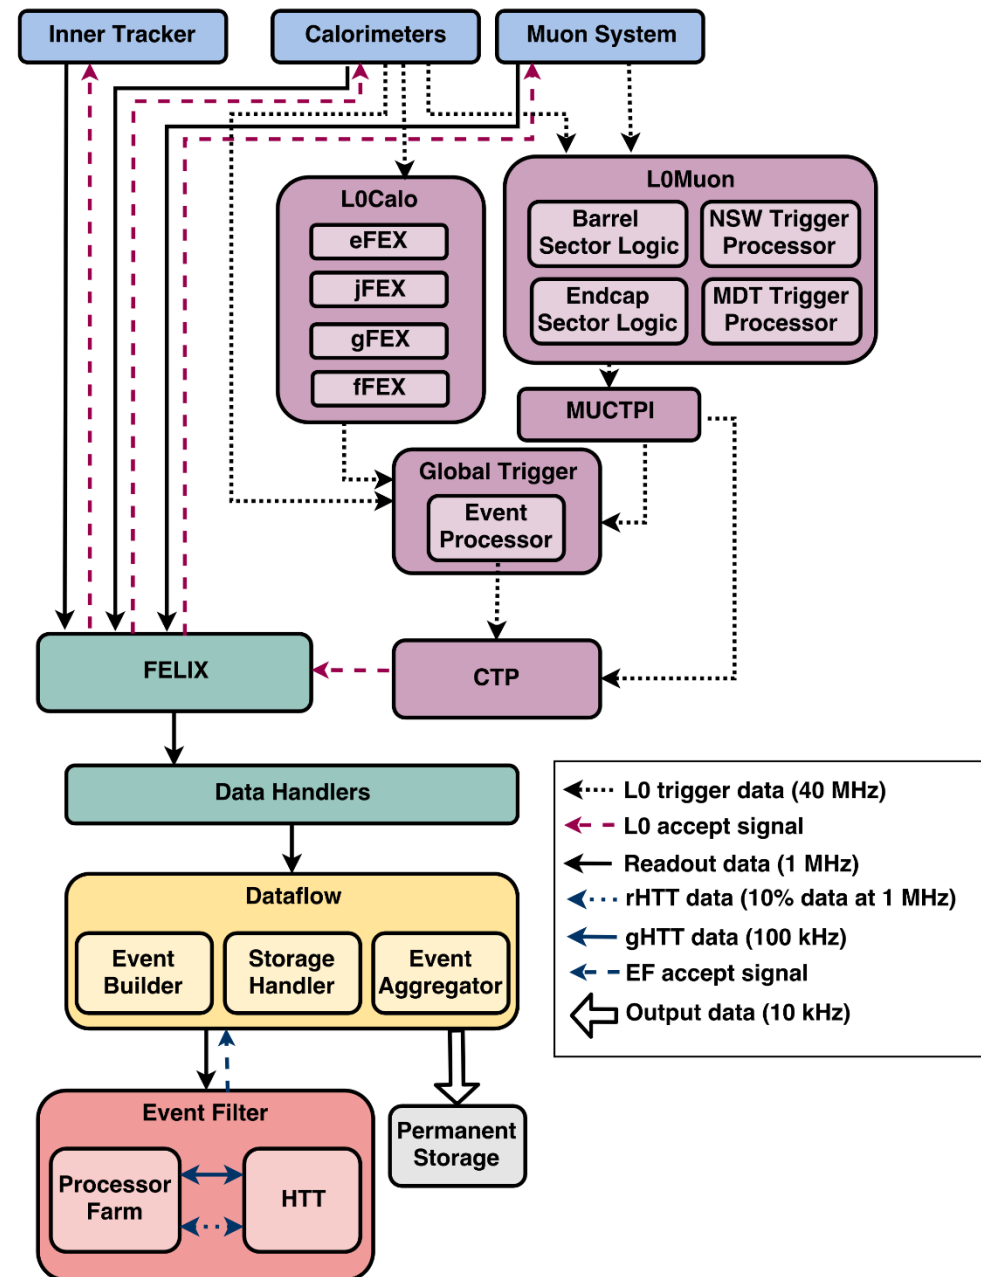 Inner Tracker
Calorimeters
Muon System
L0Calo
eFEX
jFEX
gFEX
fFEX
L0Muon
Barrel
Sector Logic
NSW Trigger
Processor
Endcap
Sector Logic
MDT Trigger
Processor
MUCTPI
Global Trigger
Event
Processor
FELIX
CTP
Data Handlers
Dataflow
Event
Builder
Storage
Handler
Event
Aggregator
L0 trigger data (40 MHz)
L0 accept signal
Readout data (1 MHz)
rHTT data (10% data at 1 MHz)
gHTT data (100 kHz)
EF accept signal
Output data (10 kHz)
Event Filter
Processor
Farm
HTT
Permanent
Storage